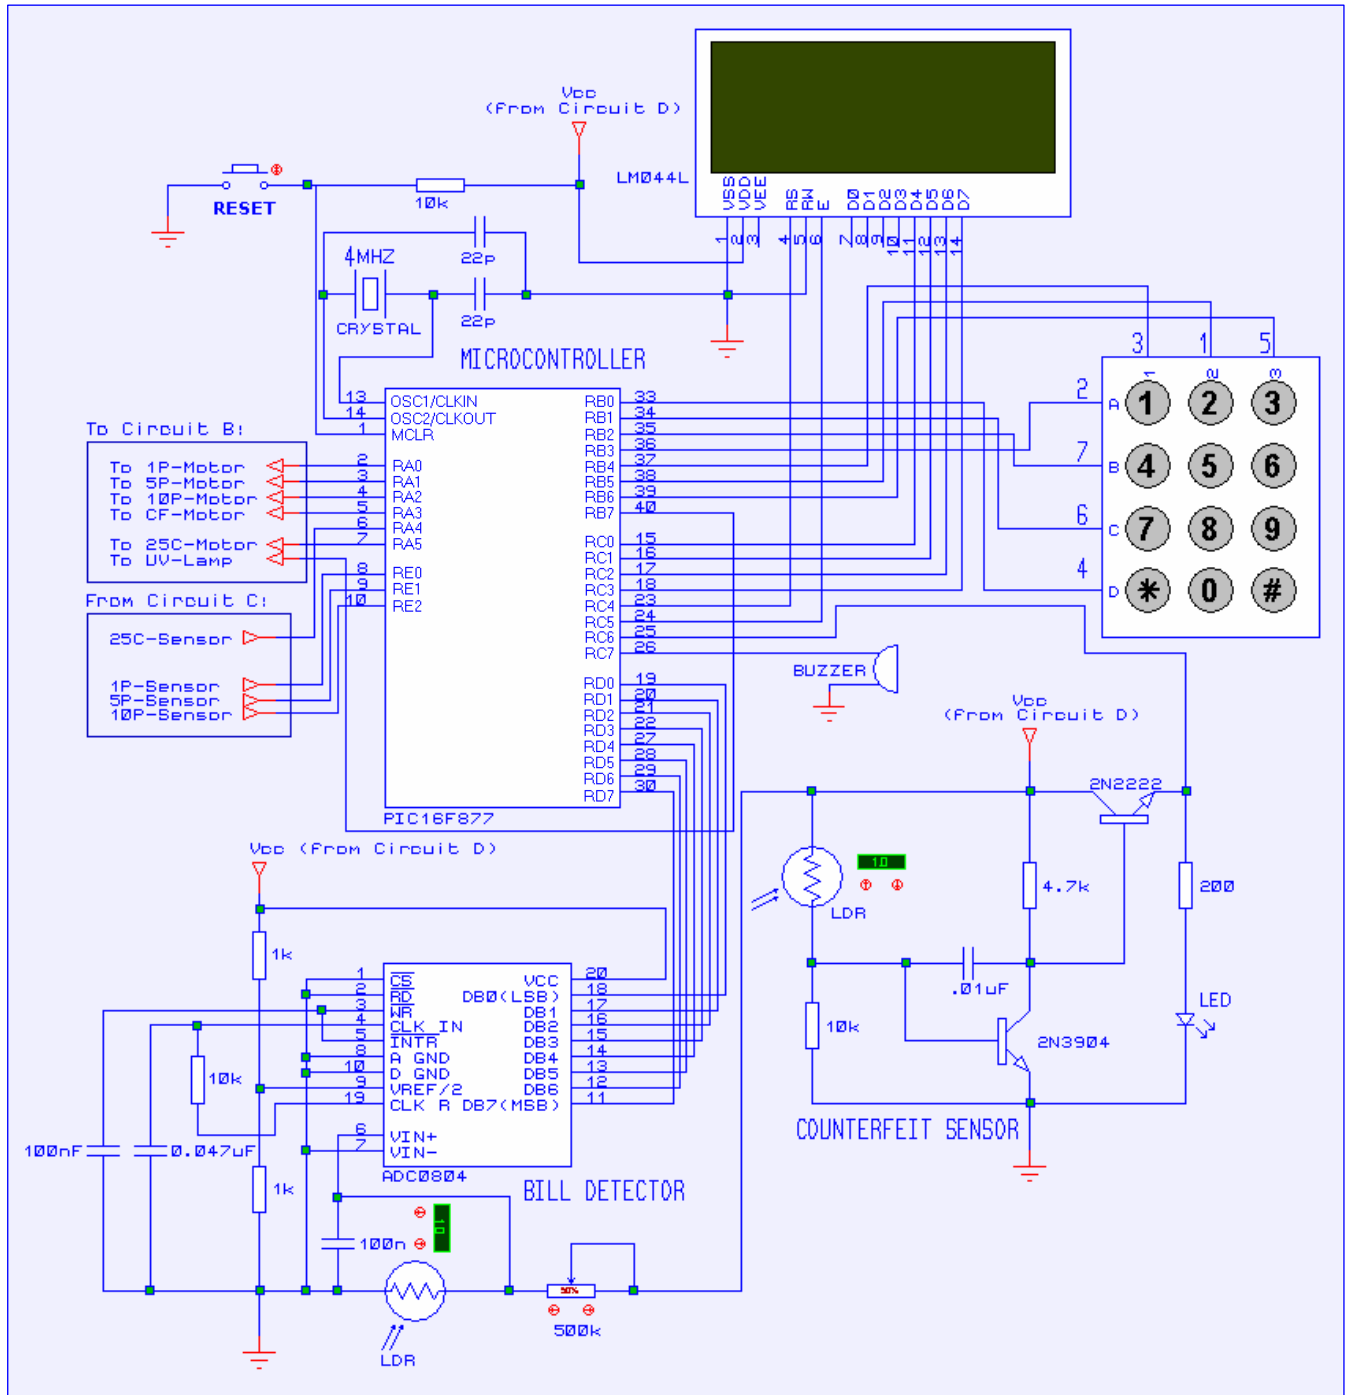 Vcc
(From Circuit D)
RESET
10k
LM044L
VSS
VDD
VEE
RS
RW
E
D0
D1
D2
D3
D4
D5
D6
D7
1
2
3
4
5
6
7
8
9
10
11
12
13
14
4MHZ
CRYSTAL
22p
22p
MICROCONTROLLER
13 OSC1/CLKIN
14 OSC2/CLKOUT
1 MCLR
2 RA0
3 RA1
4 RA2
5 RA3
6 RA4
7 RA5
8 RE0
9 RE1
10 RE2
RB0 33
RB1 34
RB2 35
RB3 36
RB4 37
RB5 38
RB6 39
RB7 40
RC0 15
RC1 16
RC2 17
RC3 18
RC4 23
RC5 24
RC6 25
RC7 26
RD0 19
RD1 20
RD2 21
RD3 22
RD4 27
RD5 28
RD6 29
RD7 30
PIC16F877
To Circuit B:
To 1P-Motor
To 5P-Motor
To 10P-Motor
To CF-Motor
To 25C-Motor
To UV-Lamp
From Circuit C:
25C-Sensor
1P-Sensor
5P-Sensor
10P-Sensor
3 1 5
1 2 3
2 A 1 2 3
7 B 4 5 6
6 C 7 8 9
4 D * 0 #
BUZZER
Vcc
(From Circuit D)
2N2222
1.0
LDR
4.7k
200
.01uF
10k
2N3904
LED
COUNTERFEIT SENSOR
Vcc (From Circuit D)
1k
1 CS
2 RD
3 WR
4 CLK IN
5 INTR
8 A GND
10 D GND
9 VREF/2
19 CLK R
6 VIN+
7 VIN-
VCC 20
DB0(LSB) 18
DB1 17
DB2 16
DB3 15
DB4 14
DB5 13
DB6 12
DB7(MSB) 11
ADC0804
10k
100nF
0.047uF
1k
BILL DETECTOR
100n
1.0
LDR
50%
500k